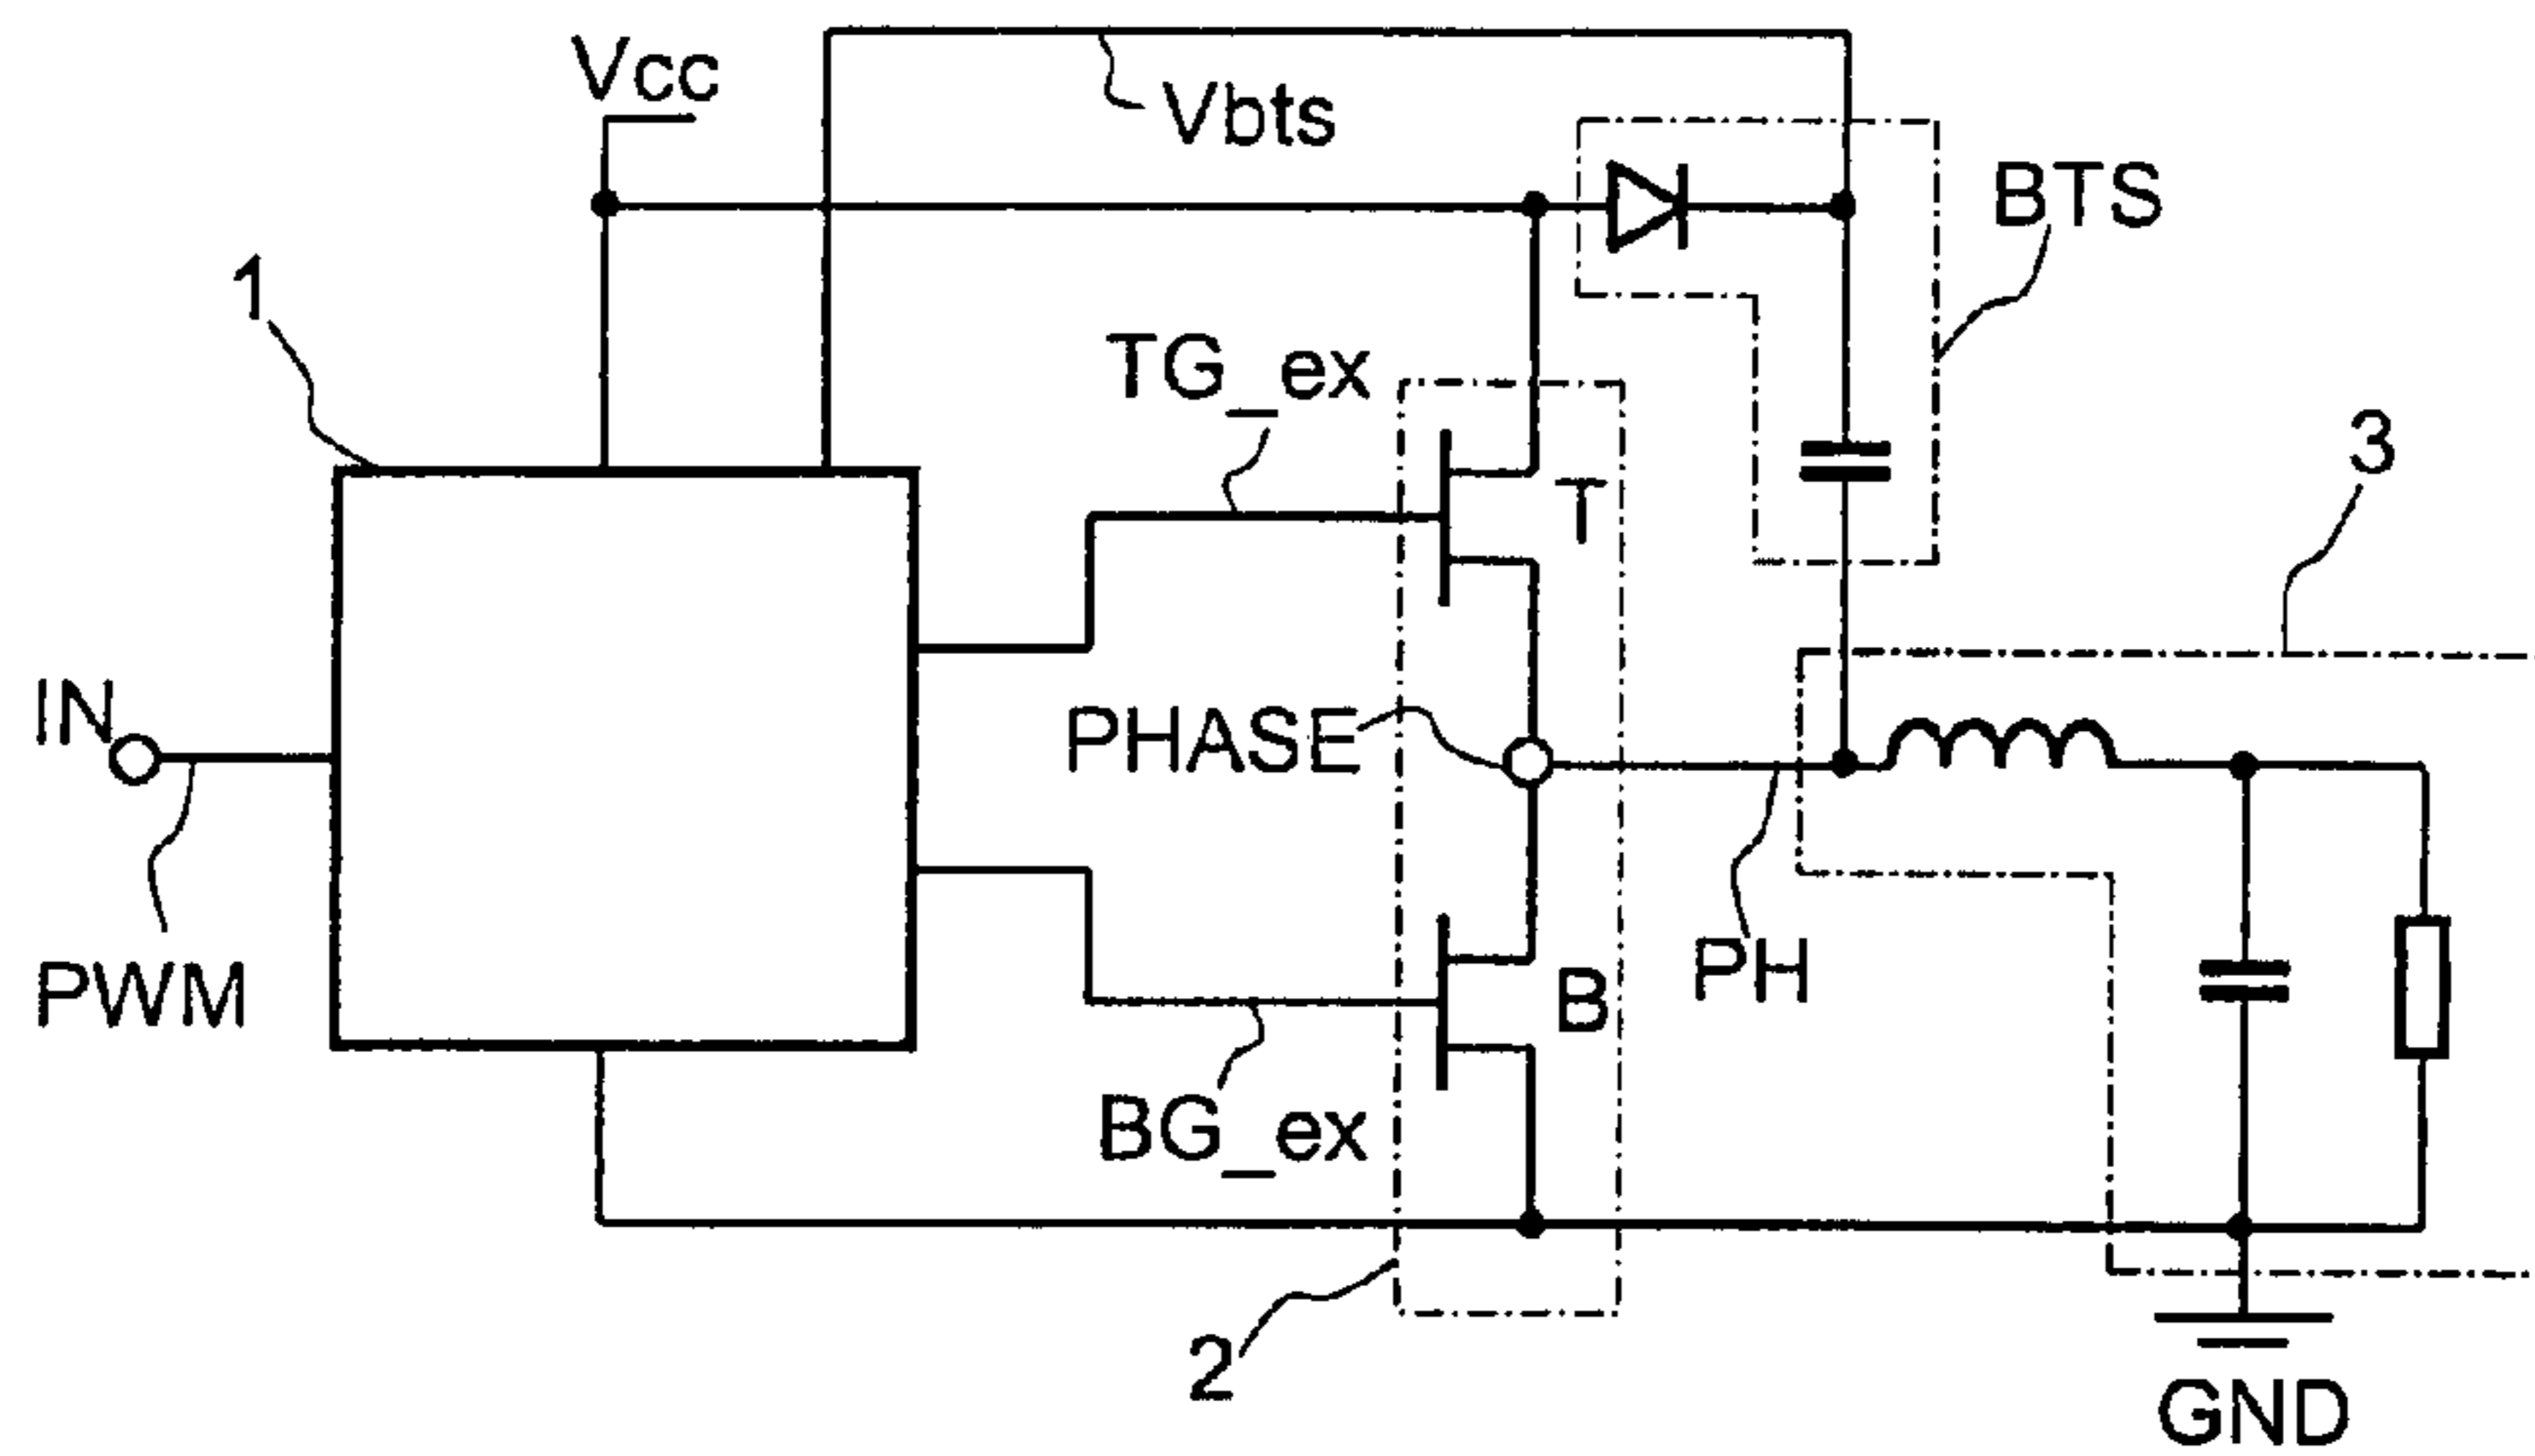 Vcc
Vbts
BTS
1
TG_ex
3
T
IN
PHASE
PWM
PH
B
BG_ex
2
GND